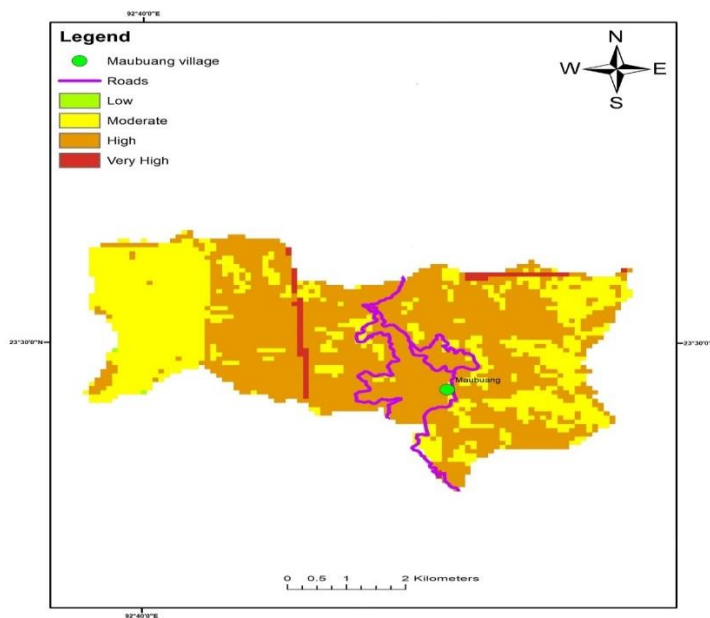 92°40'0"E
Legend
Maubuang village
Roads
Low
Moderate
High
Very High
N
W E
S
23°30'0"N
23°30'0"N
Maubuang
0 0.5 1 2 Kilometers
92°40'0"E